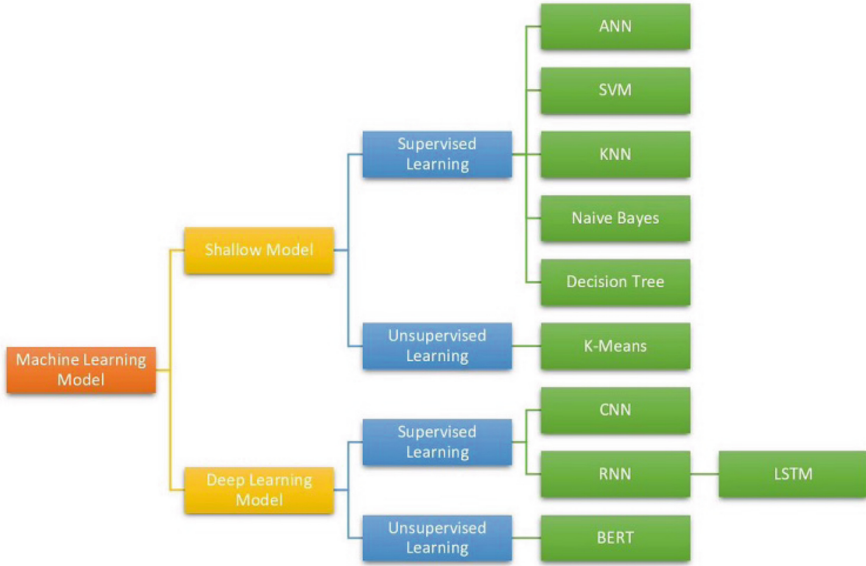 ANN
SVM
Supervised
Learning
KNN
Naive Bayes
Shallow Model
Decision Tree
Unsupervised
Learning
K-Means
Machine Learning
Model
CNN
Supervised
Learning
RNN
LSTM
Deep Learning
Model
Unsupervised
Learning
BERT